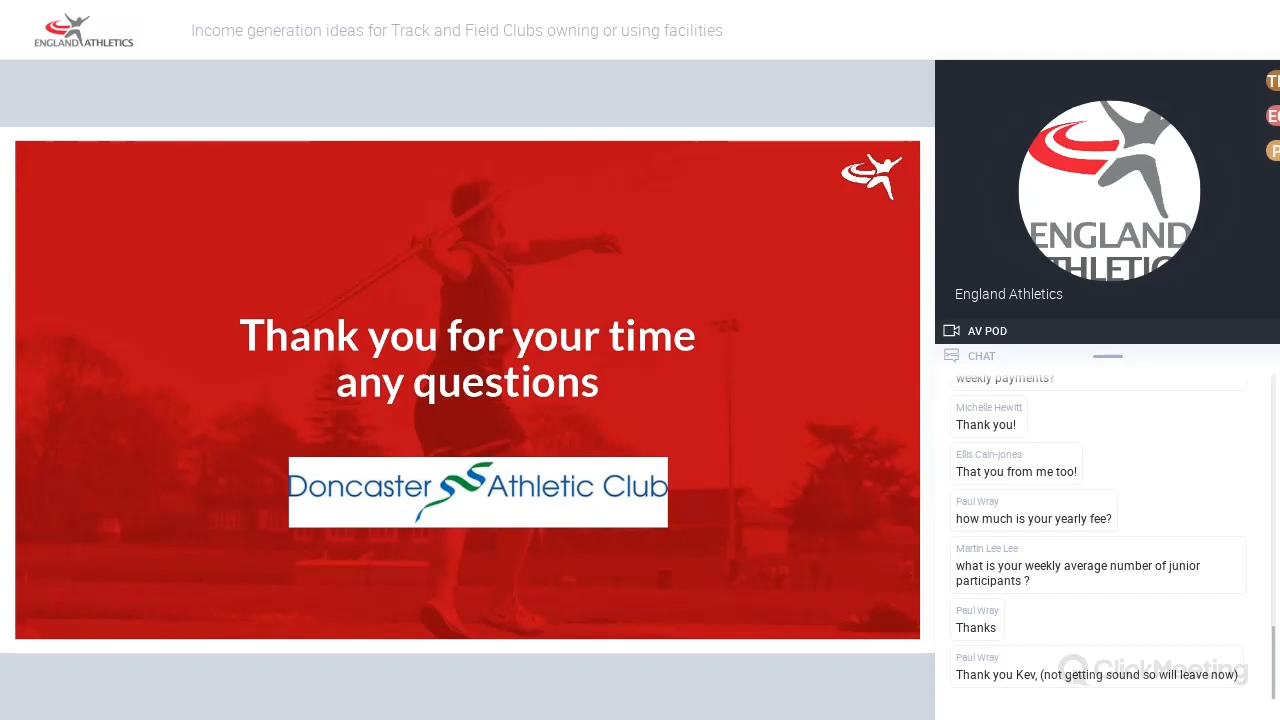 ENGLAND ATHLETICS
Income generation ideas for Track and Field Clubs owning or using facilities
Thank you for your time
any questions
Doncaster Athletic Club
ENGLAND
England Athletics
AV POD
CHAT
weekly payments?
Michelle Hewitt
Thank you!
Ellis Cain-jones
That you from me too!
Paul Wray
how much is your yearly fee?
Martin Lee Lee
what is your weekly average number of junior
participants ?
Paul Wray
Thanks
Paul Wray
Thank you Kev, (not getting sound so will leave now)
ClickMeeting